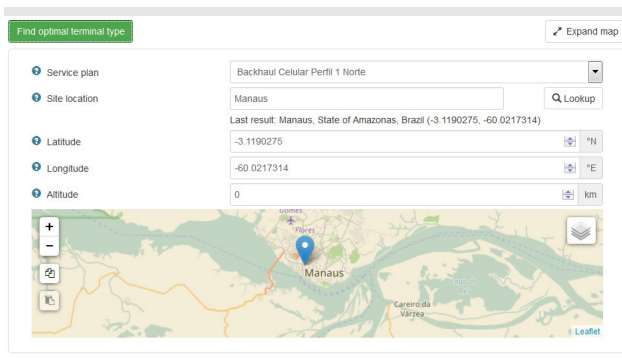 Find optimal terminal type
Expand map
Service plan
Backhaul Celular Perfil 1 Norte
Site location
Manaus
Lookup
Last result: Manaus, State of Amazonas, Brazil (-3.1190275, -60.0217314)
Latitude
-3.1190275
°N
Longitude
-60.0217314
°E
Altitude
0
km
Gomes
Flores
+
−
Manaus
Careiro da
Várzea
Leaflet